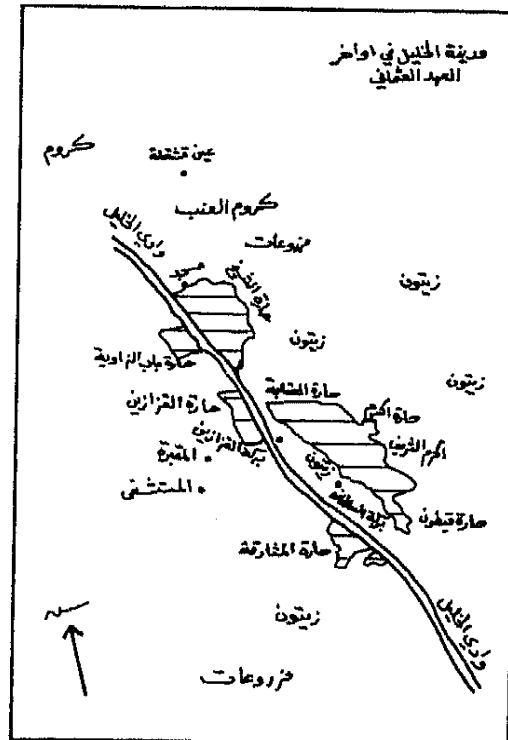 مدينة الخليل في اواخر
العهد العثماني
كروم
عين قشقلة
كروم العنب
وادي الخليل
مزروعات
مسجد
حارة الشيخ
زيتون
زيتون
زيتون
حارة باب الزاوية
حارة القزازين
بركة القزازين
المقبرة
المستشفى
حارة العقابة
حارة الحرم
الحرم الشريف
زيتون
بركة السلطان
حارة قيطون
حارة المشارقة
زيتون
وادي الخليل
مزروعات